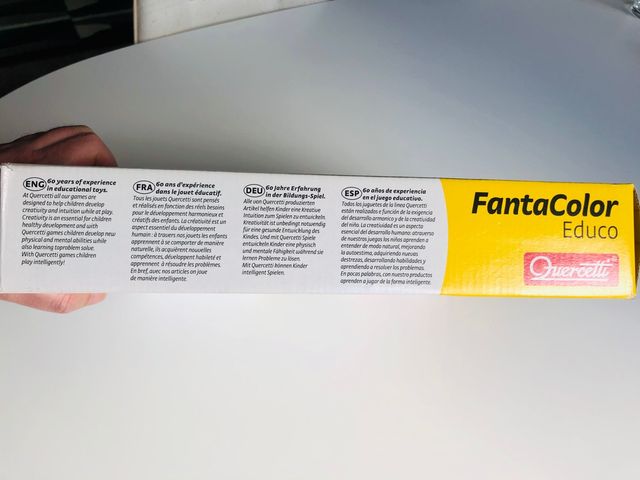 ENG 60 years of experience
in educational toys.
At Quercetti all our games are
designed to help children develop
creativity and intuition while at play.
Creativity is essential for children
healthy development and with
Quercetti games children develop new
physical and mental abilities while
also learning toproblem solve.
With Quercetti games children
play intelligently!
FRA 60 ans d'expérience
dans le jouet éducatif.
Tous les jouets Quercetti sont pensés
et réalisés en fonction des réels besoins
pour le développement harmonieux et
créatifs des enfants. La créativité est un
aspect essentiel du développement
humain : à travers nos jouets les enfants
apprennent à se comporter de manière
naturelle, ils acquièrent nouvelles
compétences, développent habileté et
apprennent à résoudre les problèmes.
En bref, avec nos articles on joue
de manière intelligente.
DEU 60 Jahre Erfahrung
in der Bildungs-Spiel.
Alle von Quercetti produzierten
Artikel helfen Kinder eine Kreative
Intuition zum Spielen zu entwickeln.
Kreativität ist unbedingt notwendig
für eine gesunde Entwicklung des
Kindes. Und mit Quercetti Spiele
entwickeln Kinder eine physisch
und mentale Fähigkeit während sie
lernen Probleme zu lösen.
Mit Quercetti können Kinder
intelligent Spielen.
ESP 60 años de experiencia
en el juego educativo.
Todos los juguetes de la linea Quercetti
están realizados en función de la exigencia
del desarrollo armonico y de la creatividad
del niño. La creatividad es un aspecto
esencial del desarrollo humano: atraverso
de nuestros juegos los niños aprenden a
entender de modo natural, mejorando
la autoestima, adquiriendo nuevas
destrezas, desarrollando habilidades y
aprendiendo a resolver los problemas.
En pocas palabras, con nuestro productos
aprenden a jugar de la forma inteligente.
FantaColor
Educo
Quercetti®